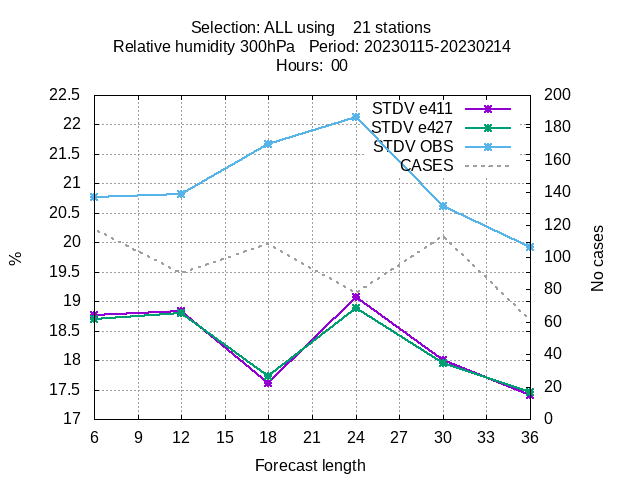 Selection: ALL using    21 stations
Relative humidity 300hPa   Period: 20230115-20230214
Hours:  00
STDV e411
STDV e427
STDV OBS
CASES
22.5
22
21.5
21
20.5
20
19.5
19
18.5
18
17.5
17
%
200
180
160
140
120
100
80
60
40
20
0
No cases
6 9 12 15 18 21 24 27 30 33 36
Forecast length